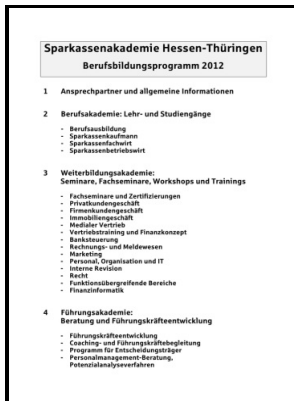 Sparkassenakademie Hessen-Thüringen
Berufsbildungsprogramm 2012
1 Ansprechpartner und allgemeine Informationen
2 Berufsakademie: Lehr- und Studiengänge
- Berufsausbildung
- Sparkassenkaufmann
- Sparkassenfachwirt
- Sparkassenbetriebswirt
3 Weiterbildungsakademie:
Seminare, Fachseminare, Workshops und Trainings
- Fachseminare und Zertifizierungen
- Privatkundengeschäft
- Firmenkundengeschäft
- Immobiliengeschäft
- Medialer Vertrieb
- Vertriebstraining und Finanzkonzept
- Banksteuerung
- Rechnungs- und Meldewesen
- Marketing
- Personal, Organisation und IT
- Interne Revision
- Recht
- Funktionsübergreifende Bereiche
- Finanzinformatik
4 Führungsakademie:
Beratung und Führungskräfteentwicklung
- Führungskräfteentwicklung
- Coaching- und Führungskräftebegleitung
- Programm für Entscheidungsträger
- Personalmanagement-Beratung,
Potenzialanalyseverfahren